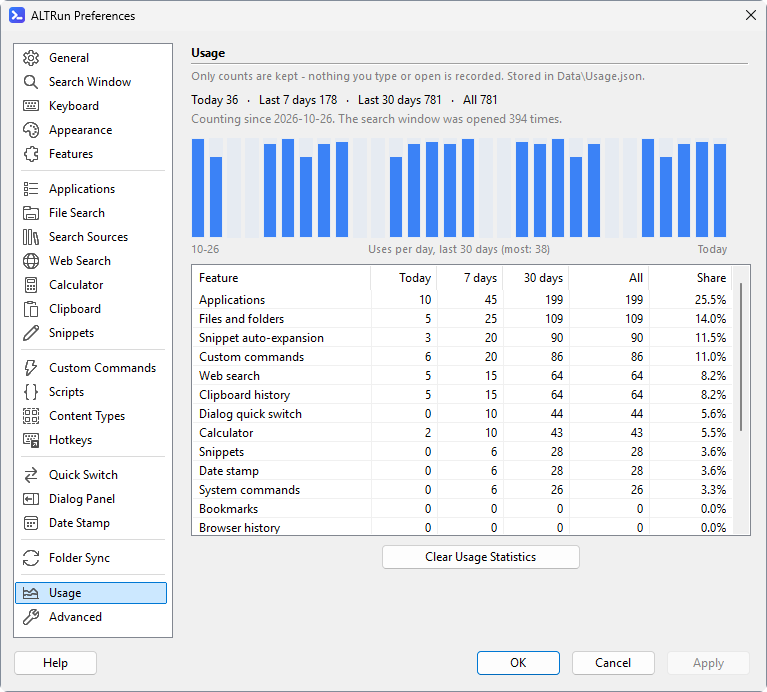 ALTRun Preferences
General
Search Window
Keyboard
Appearance
Features
Applications
File Search
Search Sources
Web Search
Calculator
Clipboard
Snippets
Custom Commands
Scripts
Content Types
Hotkeys
Quick Switch
Dialog Panel
Date Stamp
Folder Sync
Usage
Advanced
Usage
Only counts are kept - nothing you type or open is recorded. Stored in Data\Usage.json.
Today 36 · Last 7 days 178 · Last 30 days 781 · All 781
Counting since 2026-10-26. The search window was opened 394 times.
10-26 Uses per day, last 30 days (most: 38) Today
Feature Today 7 days 30 days All Share
Applications 10 45 199 199 25.5%
Files and folders 5 25 109 109 14.0%
Snippet auto-expansion 3 20 90 90 11.5%
Custom commands 6 20 86 86 11.0%
Web search 5 15 64 64 8.2%
Clipboard history 5 15 64 64 8.2%
Dialog quick switch 0 10 44 44 5.6%
Calculator 2 10 43 43 5.5%
Snippets 0 6 28 28 3.6%
Date stamp 0 6 28 28 3.6%
System commands 0 6 26 26 3.3%
Bookmarks 0 0 0 0 0.0%
Browser history 0 0 0 0 0.0%
Clear Usage Statistics
Help OK Cancel Apply